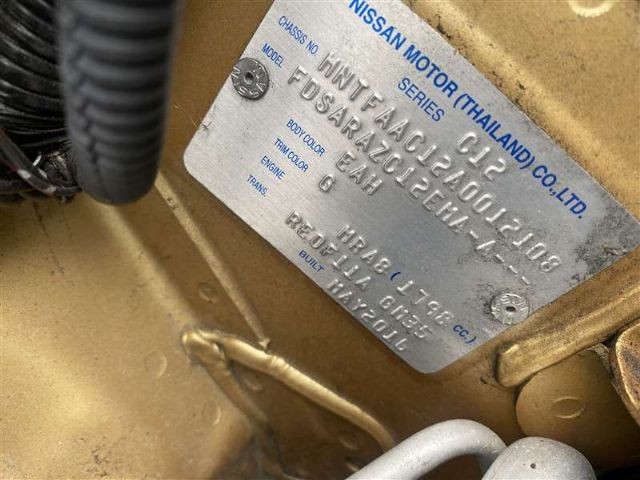 NISSAN MOTOR (THAILAND) CO.,LTD.
SERIES C12
CHASSIS NO. MNTFAAC12A0012108
MODEL FDSARAZC12EMA-A---
BODY COLOR EAH
TRIM COLOR G
ENGINE MRA8 (1798 cc.)
TRANS. RE0F11A GM35
BUILT MAY2016